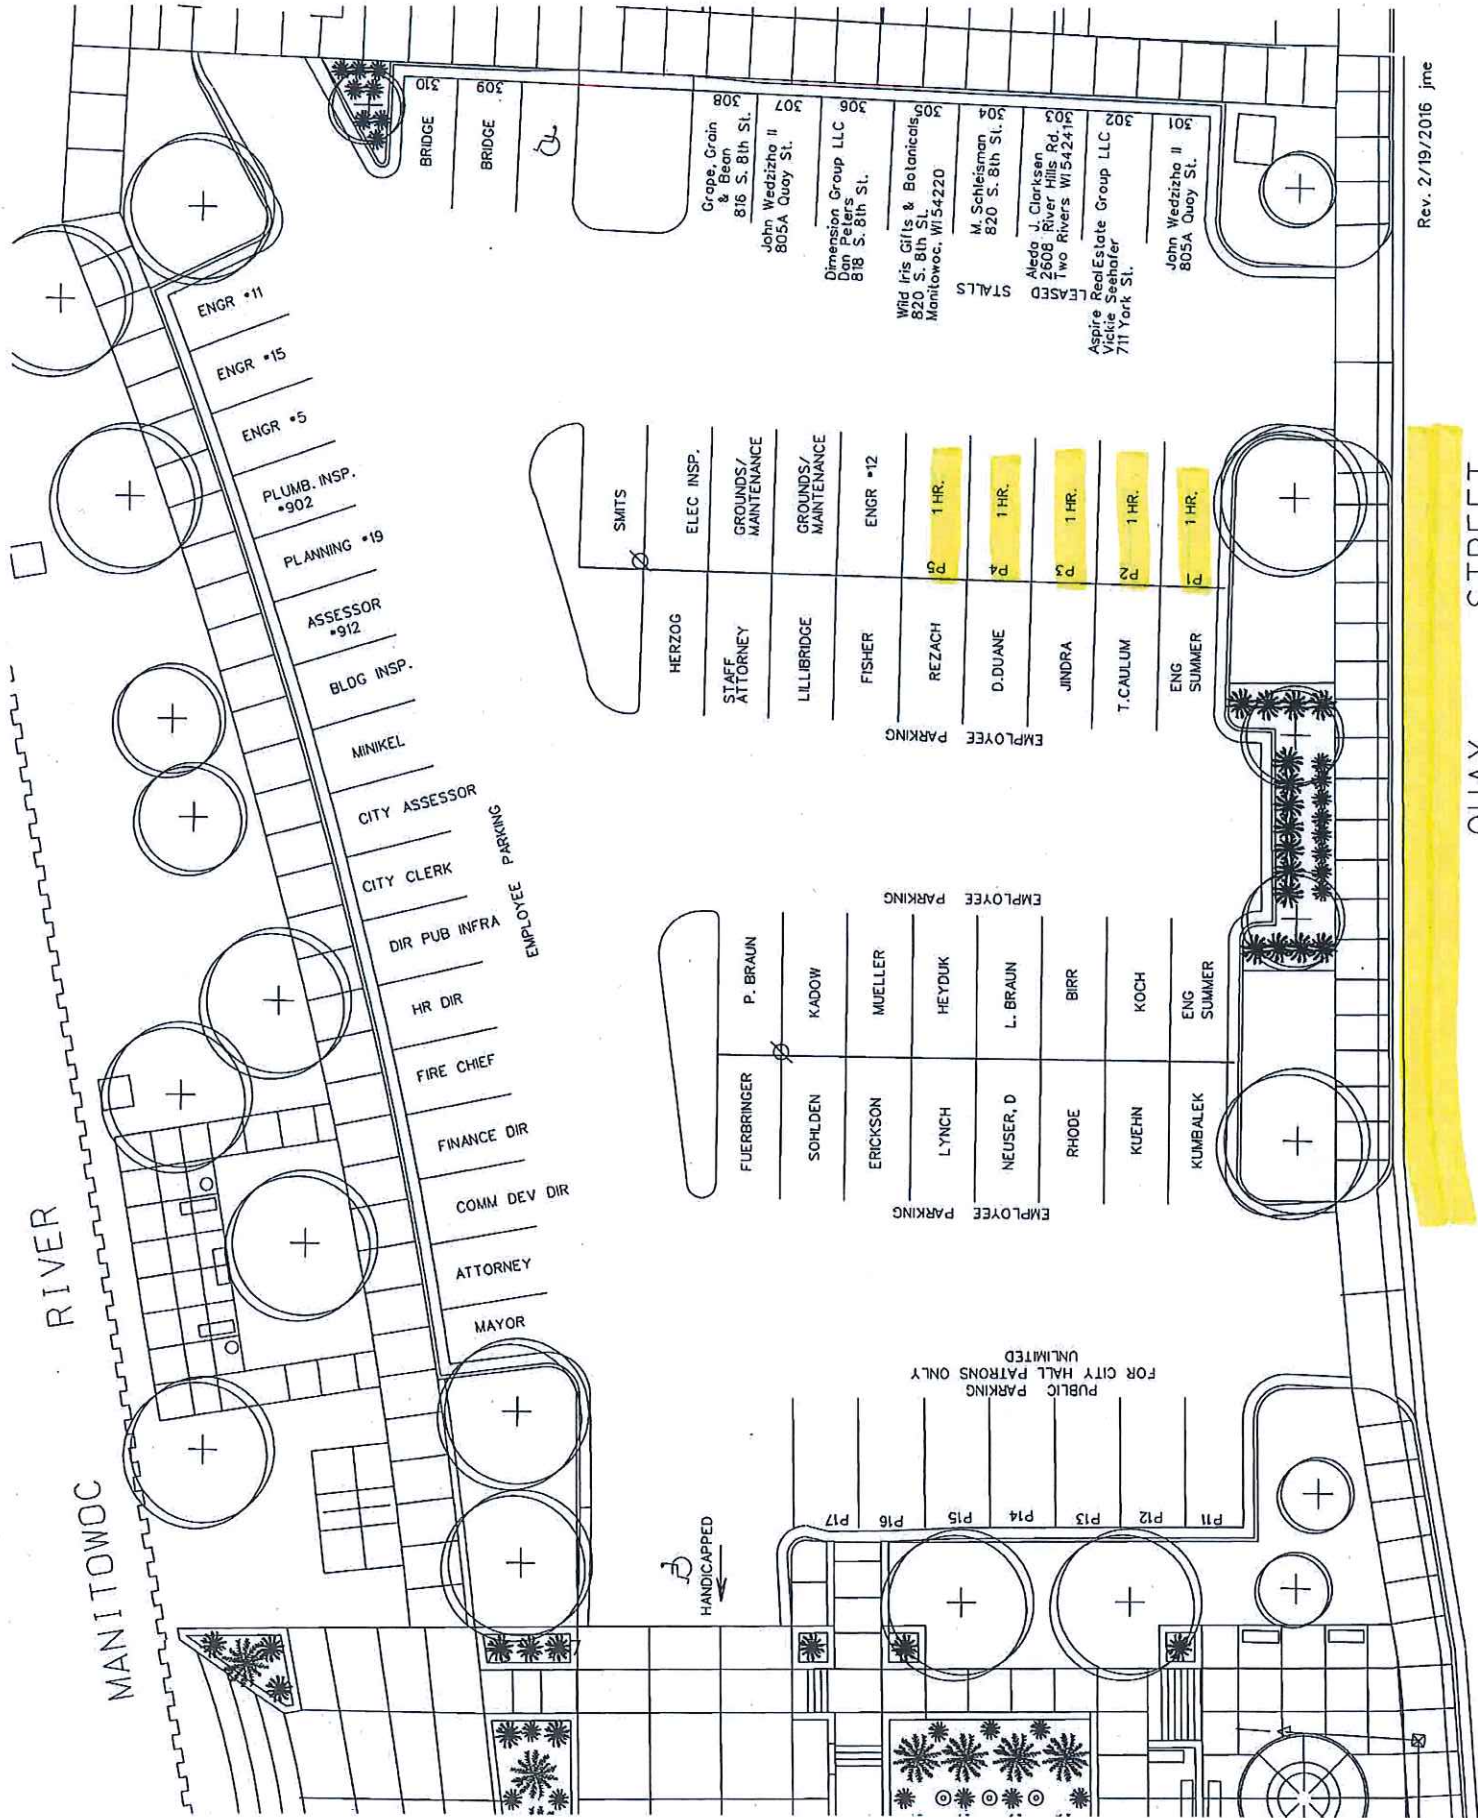 MANITOWOC RIVER
BRIDGE
310
BRIDGE
309
Grape, Grain
& Bean
816 S. 8th St.
308
John Wedzizha II
805A Quay St.
307
Dimension Group LLC
Dan Peters
818 S. 8th St.
306
Wild Iris Gifts & Botanicals
820 S. 8th St.
Manitowoc, WI 54220
305
M. Schleisman
820 S. 8th St.
304
Aleda J. Clarksen
2608 River Hills Rd.
Two Rivers WI 54241
303
Aspire Real Estate Group LLC
Vickie Seehafer
711 York St.
302
John Wedzizha II
805A Quay St.
301
LEASED STALLS
ENGR #11
ENGR #15
ENGR #5
PLUMB. INSP.
#902
PLANNING #19
ASSESSOR
#912
BLDG INSP.
MINIKEL
CITY ASSESSOR
CITY CLERK
DIR PUB INFRA
HR DIR
FIRE CHIEF
FINANCE DIR
COMM DEV DIR
ATTORNEY
MAYOR
EMPLOYEE PARKING
SMITS
ELEC INSP.
GROUNDS/
MAINTENANCE
GROUNDS/
MAINTENANCE
ENGR #12
P5 1 HR.
P4 1 HR.
P3 1 HR.
P2 1 HR.
P1 1 HR.
HERZOG
STAFF
ATTORNEY
LILLIBRIDGE
FISHER
REZACH
D.DUANE
JINDRA
T.CAULUM
ENG
SUMMER
EMPLOYEE PARKING
EMPLOYEE PARKING
P. BRAUN
KADOW
MUELLER
HEYDUK
L. BRAUN
BIRR
KOCH
ENG
SUMMER
FUERBRINGER
SOHLDEN
ERICKSON
LYNCH
NEUSER, D
RHODE
KUEHN
KUMBALEK
EMPLOYEE PARKING
PUBLIC PARKING
FOR CITY HALL PATRONS ONLY
UNLIMITED
P17
P16
P15
P14
P13
P12
P11
HANDICAPPED
QUAY STREET
Rev. 2/19/2016 jme